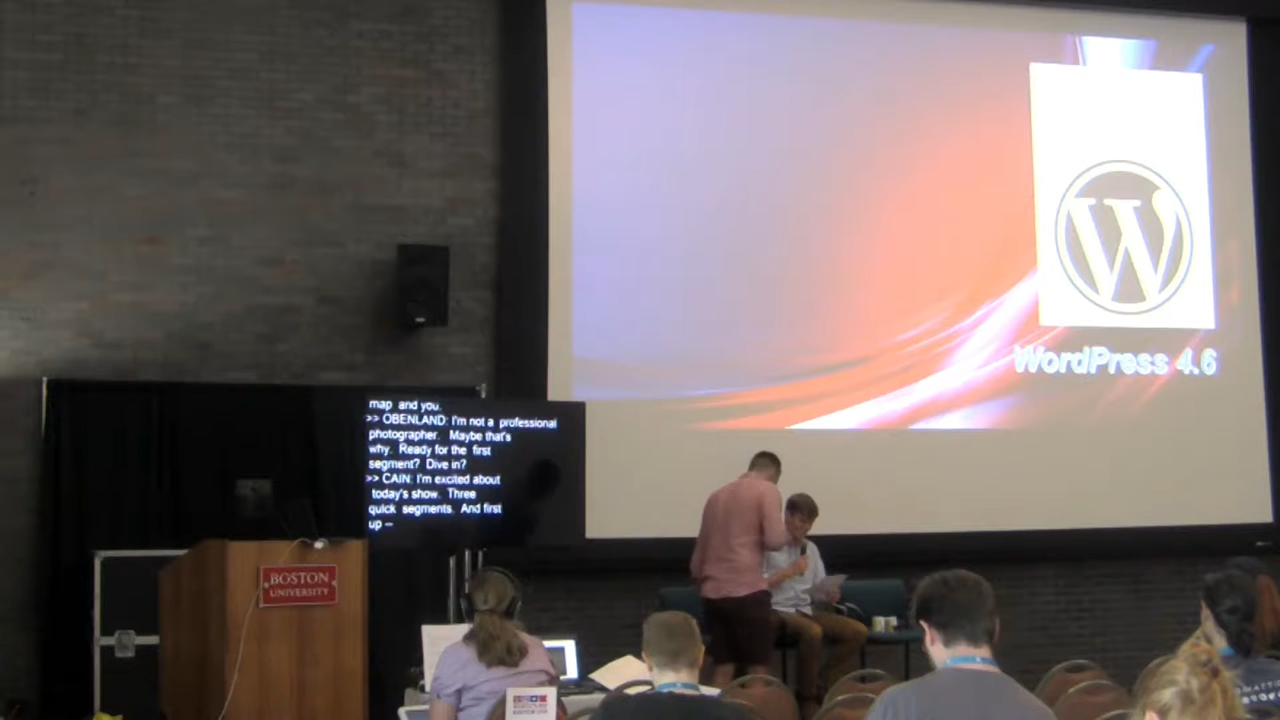 W
WordPress 4.6
map and you.
>> OBENLAND: I'm not a professional
photographer. Maybe that's
why. Ready for the first
segment? Dive in?
>> CAIN: I'm excited about
today's show. Three
quick segments. And first
up –
BOSTON
UNIVERSITY